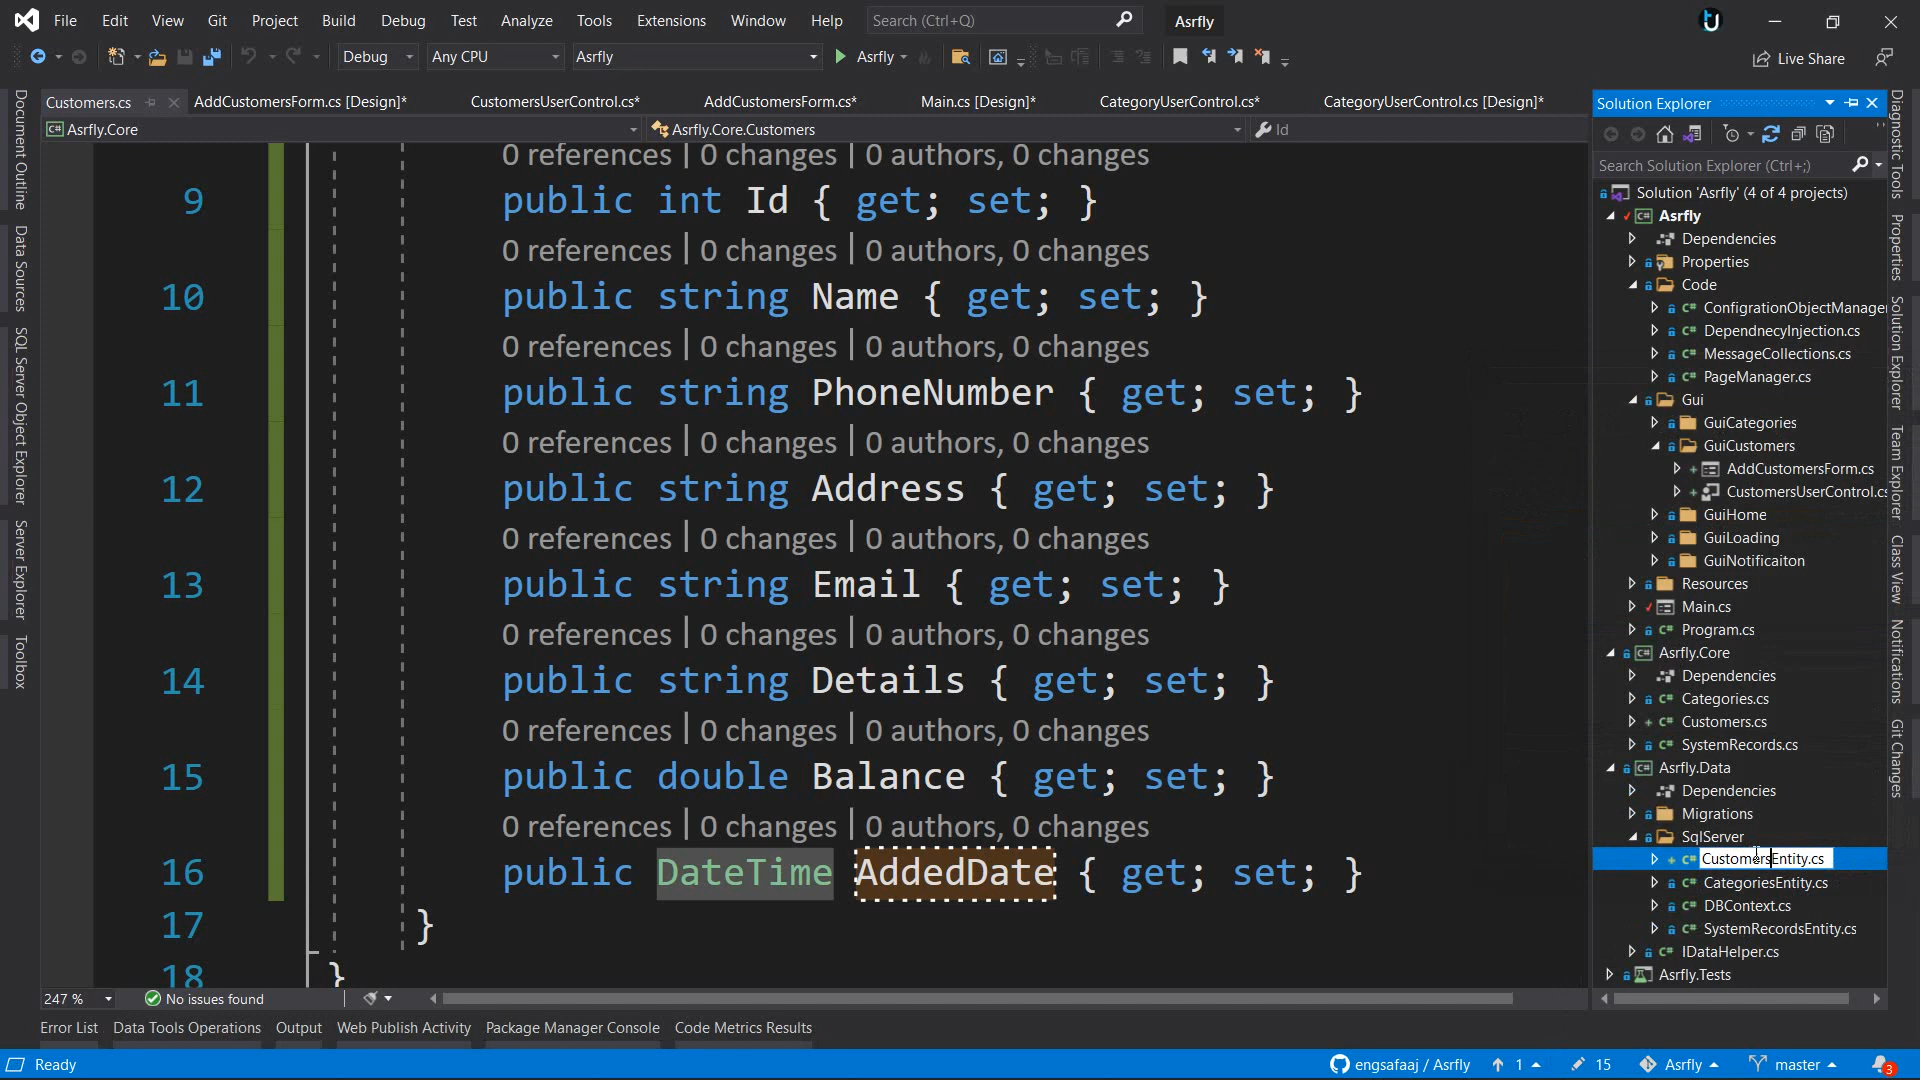 File Edit View Git Project Build Debug Test Analyze Tools Extensions Window Help Search (Ctrl+Q) Asrfly
Debug Any CPU Asrfly Asrfly Live Share
Customers.cs AddCustomersForm.cs [Design]* CustomersUserControl.cs* AddCustomersForm.cs* Main.cs [Design]* CategoryUserControl.cs* CategoryUserControl.cs [Design]*
C# Asrfly.Core Asrfly.Core.Customers Id
0 references | 0 changes | 0 authors, 0 changes
9 public int Id { get; set; }
0 references | 0 changes | 0 authors, 0 changes
10 public string Name { get; set; }
0 references | 0 changes | 0 authors, 0 changes
11 public string PhoneNumber { get; set; }
0 references | 0 changes | 0 authors, 0 changes
12 public string Address { get; set; }
0 references | 0 changes | 0 authors, 0 changes
13 public string Email { get; set; }
0 references | 0 changes | 0 authors, 0 changes
14 public string Details { get; set; }
0 references | 0 changes | 0 authors, 0 changes
15 public double Balance { get; set; }
0 references | 0 changes | 0 authors, 0 changes
16 public DateTime AddedDate { get; set; }
17 }
18 }
247 % No issues found
Error List Data Tools Operations Output Web Publish Activity Package Manager Console Code Metrics Results
Ready engsafaaj / Asrfly 1 15 Asrfly master 3
Document Outline
Data Sources
SQL Server Object Explorer
Server Explorer
Toolbox
Solution Explorer
Search Solution Explorer (Ctrl+;)
Solution 'Asrfly' (4 of 4 projects)
C# Asrfly
Dependencies
Properties
Code
C# ConfigrationObjectManager
C# DependnecyInjection.cs
C# MessageCollections.cs
C# PageManager.cs
Gui
GuiCategories
GuiCustomers
AddCustomersForm.cs
CustomersUserControl.cs
GuiHome
GuiLoading
GuiNotificaiton
Resources
Main.cs
C# Program.cs
C# Asrfly.Core
Dependencies
C# Categories.cs
C# Customers.cs
C# SystemRecords.cs
C# Asrfly.Data
Dependencies
Migrations
SqlServer
C# CustomersEntity.cs
C# CategoriesEntity.cs
C# DBContext.cs
C# SystemRecordsEntity.cs
C# IDataHelper.cs
Asrfly.Tests
Diagnostic Tools
Properties
Solution Explorer
Team Explorer
Class View
Notifications
Git Changes